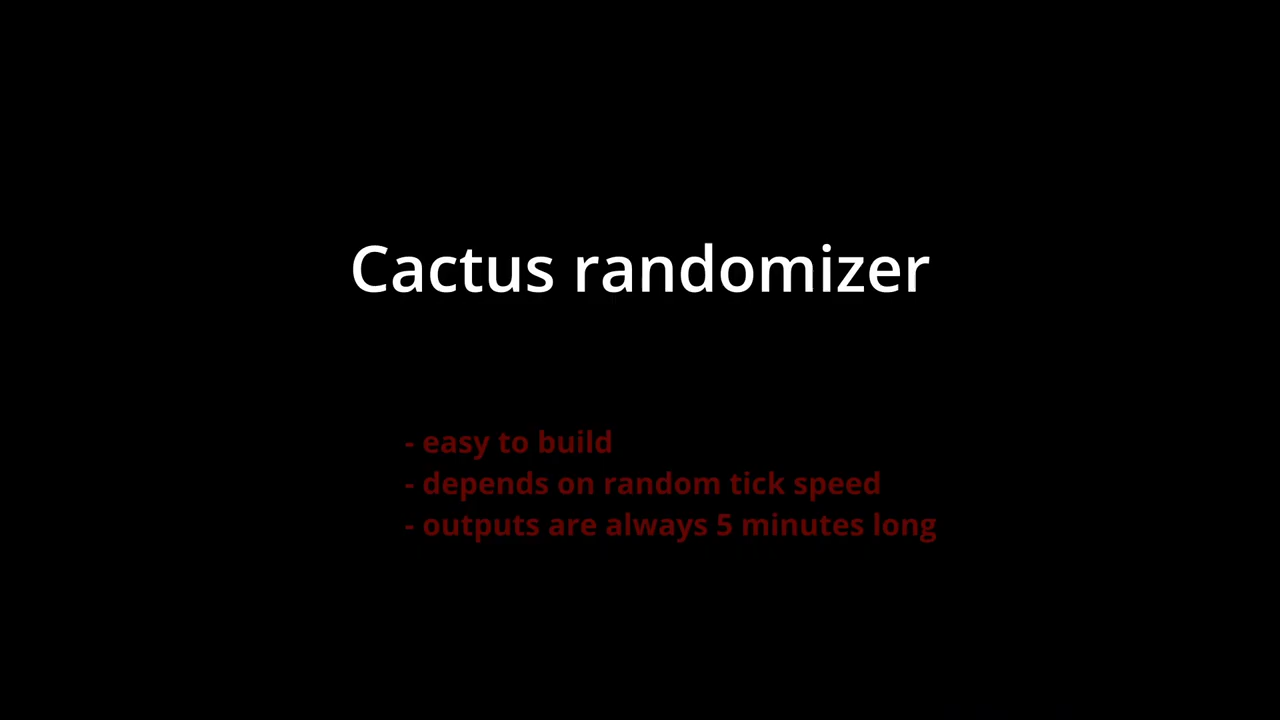 Cactus randomizer
- easy to build
- depends on random tick speed
- outputs are always 5 minutes long